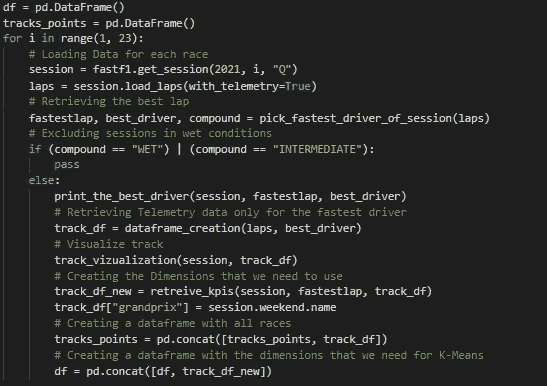 df = pd.DataFrame()
tracks_points = pd.DataFrame()
for i in range(1, 23):
    # Loading Data for each race
    session = fastf1.get_session(2021, i, "Q")
    laps = session.load_laps(with_telemetry=True)
    # Retrieving the best lap
    fastestlap, best_driver, compound = pick_fastest_driver_of_session(laps)
    # Excluding sessions in wet conditions
    if (compound == "WET") | (compound == "INTERMEDIATE"):
        pass
    else:
        print_the_best_driver(session, fastestlap, best_driver)
        # Retrieving Telemetry data only for the fastest driver
        track_df = dataframe_creation(laps, best_driver)
        # Visualize track
        track_vizualization(session, track_df)
        # Creating the Dimensions that we need to use
        track_df_new = retreive_kpis(session, fastestlap, track_df)
        track_df["grandprix"] = session.weekend.name
        # Creating a dataframe with all races
        tracks_points = pd.concat([tracks_points, track_df])
        # Creating a dataframe with the dimensions that we need for K-Means
        df = pd.concat([df, track_df_new])